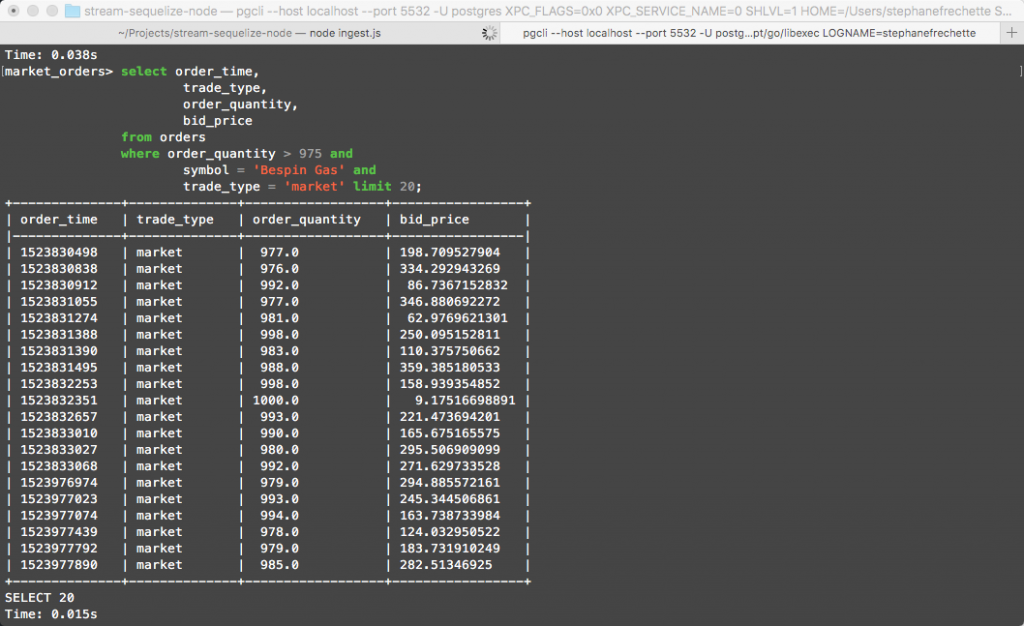 stream-sequelize-node — pgcli --host localhost --port 5532 -U postgres XPC_FLAGS=0x0 XPC_SERVICE_NAME=0 SHLVL=1 HOME=/Users/stephanefrechette S...
~/Projects/stream-sequelize-node — node ingest.js
pgcli --host localhost --port 5532 -U postg...pt/go/libexec LOGNAME=stephanefrechette
+
Time: 0.038s
[market_orders> select order_time, ]
trade_type,
order_quantity,
bid_price
from orders
where order_quantity > 975 and
symbol = 'Bespin Gas' and
trade_type = 'market' limit 20;
+--------------+--------------+------------------+-----------------+
| order_time | trade_type | order_quantity | bid_price |
|--------------+--------------+------------------+-----------------|
| 1523830498 | market | 977.0 | 198.709527904 |
| 1523830838 | market | 976.0 | 334.292943269 |
| 1523830912 | market | 992.0 | 86.7367152832 |
| 1523831055 | market | 977.0 | 346.880692272 |
| 1523831274 | market | 981.0 | 62.9769621301 |
| 1523831388 | market | 998.0 | 250.095152811 |
| 1523831390 | market | 983.0 | 110.375750662 |
| 1523831495 | market | 988.0 | 359.385180533 |
| 1523832253 | market | 998.0 | 158.939354852 |
| 1523832351 | market | 1000.0 | 9.17516698891 |
| 1523832657 | market | 993.0 | 221.473694201 |
| 1523833010 | market | 990.0 | 165.675165575 |
| 1523833027 | market | 980.0 | 295.506909099 |
| 1523833068 | market | 992.0 | 271.629733528 |
| 1523976974 | market | 979.0 | 294.885572161 |
| 1523977023 | market | 993.0 | 245.344506861 |
| 1523977074 | market | 994.0 | 163.738733984 |
| 1523977439 | market | 978.0 | 124.032950522 |
| 1523977792 | market | 979.0 | 183.731910249 |
| 1523977890 | market | 985.0 | 282.51346925 |
+--------------+--------------+------------------+-----------------+
SELECT 20
Time: 0.015s